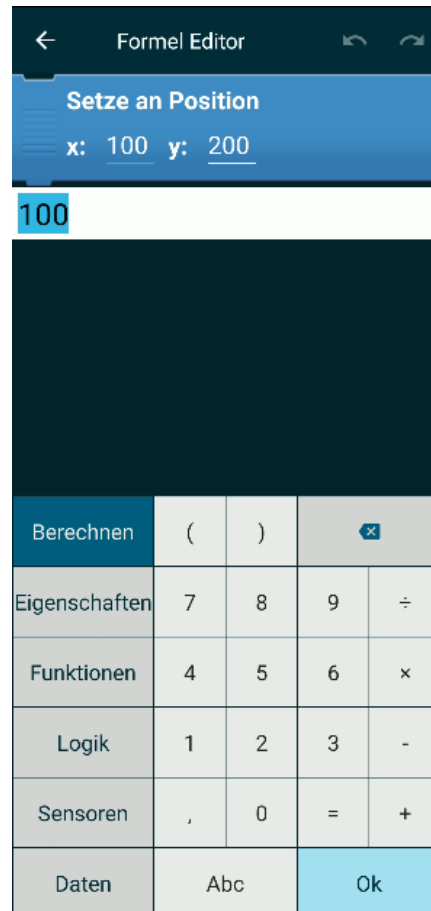 Formel Editor
Setze an Position
x: 100 y: 200
100
Berechnen ( )
Eigenschaften 7 8 9 ÷
Funktionen 4 5 6 ×
Logik 1 2 3 -
Sensoren , 0 = +
Daten Abc Ok